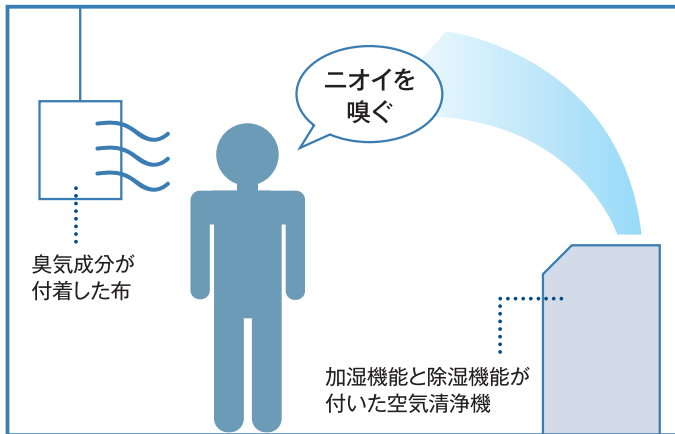 ニオイを
嗅ぐ
臭気成分が
付着した布
加湿機能と除湿機能が
付いた空気清浄機